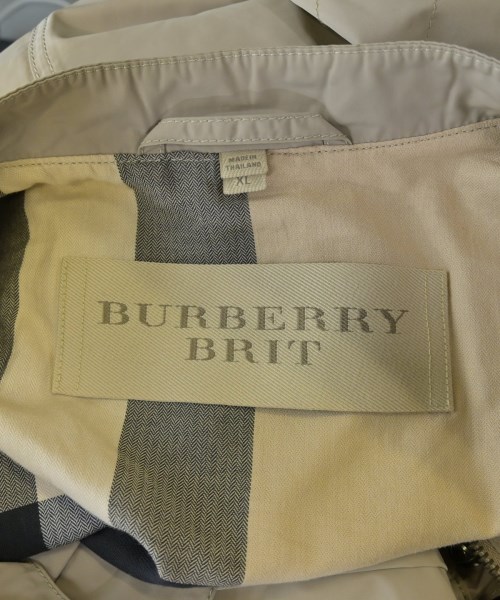 MADE IN
THAILAND
XL
BURBERRY
BRIT